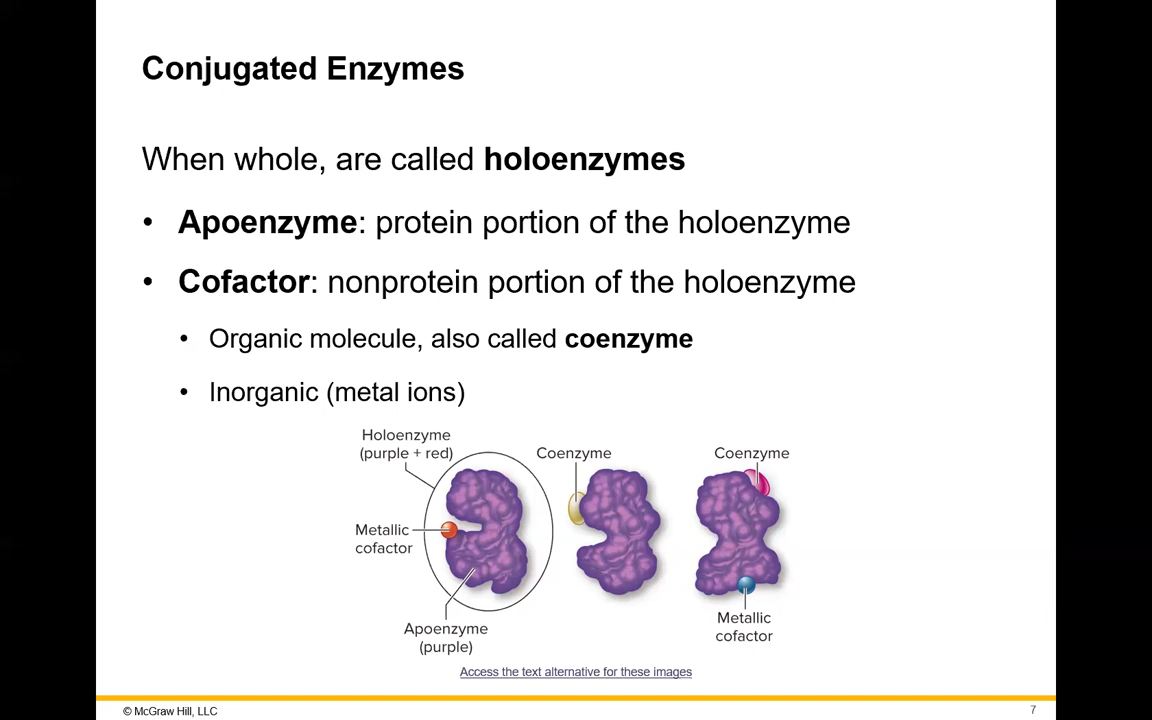 Conjugated Enzymes
When whole, are called holoenzymes
• Apoenzyme: protein portion of the holoenzyme
• Cofactor: nonprotein portion of the holoenzyme
• Organic molecule, also called coenzyme
• Inorganic (metal ions)
Holoenzyme
(purple + red)
Metallic
cofactor
Apoenzyme
(purple)
Coenzyme
Coenzyme
Metallic
cofactor
Access the text alternative for these images
© McGraw Hill, LLC
7